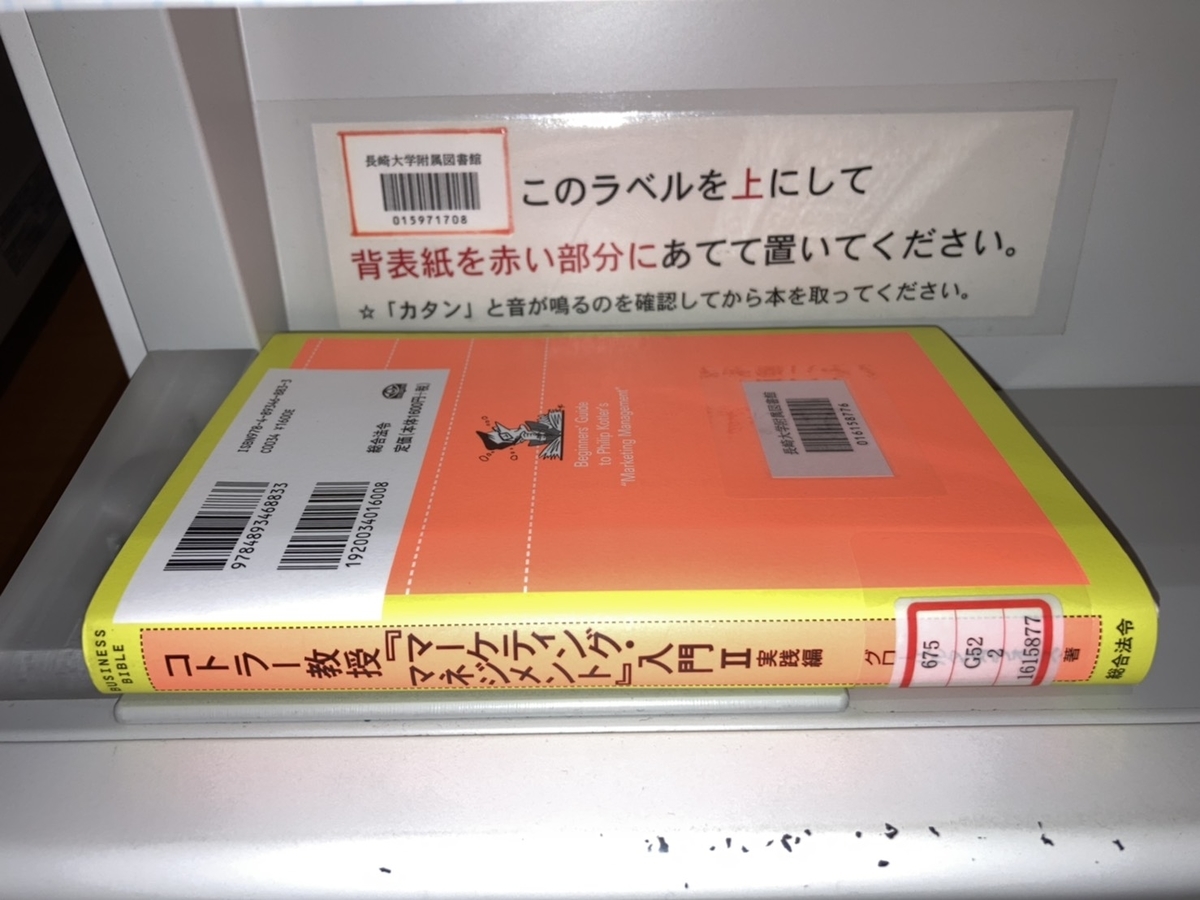 長崎大学附属図書館
015971708
このラベルを上にして
背表紙を赤い部分にあてて置いてください。
☆「カタン」と音が鳴るのを確認してから本を取ってください。
ISBN978-4-89346-883-3
C0034 ¥1600E
総合法令
定価(本体1600円+税)
9784893468833
1920034016008
Beginners' Guide
to Philip Kotler's
"Marketing Management"
長崎大学附属図書館
016158776
BUSINESS
BIBLE
コトラー教授『マーケティング・
マネジメント』入門II 実践編
グロ
著
675
G52
2
1615877
総合法令